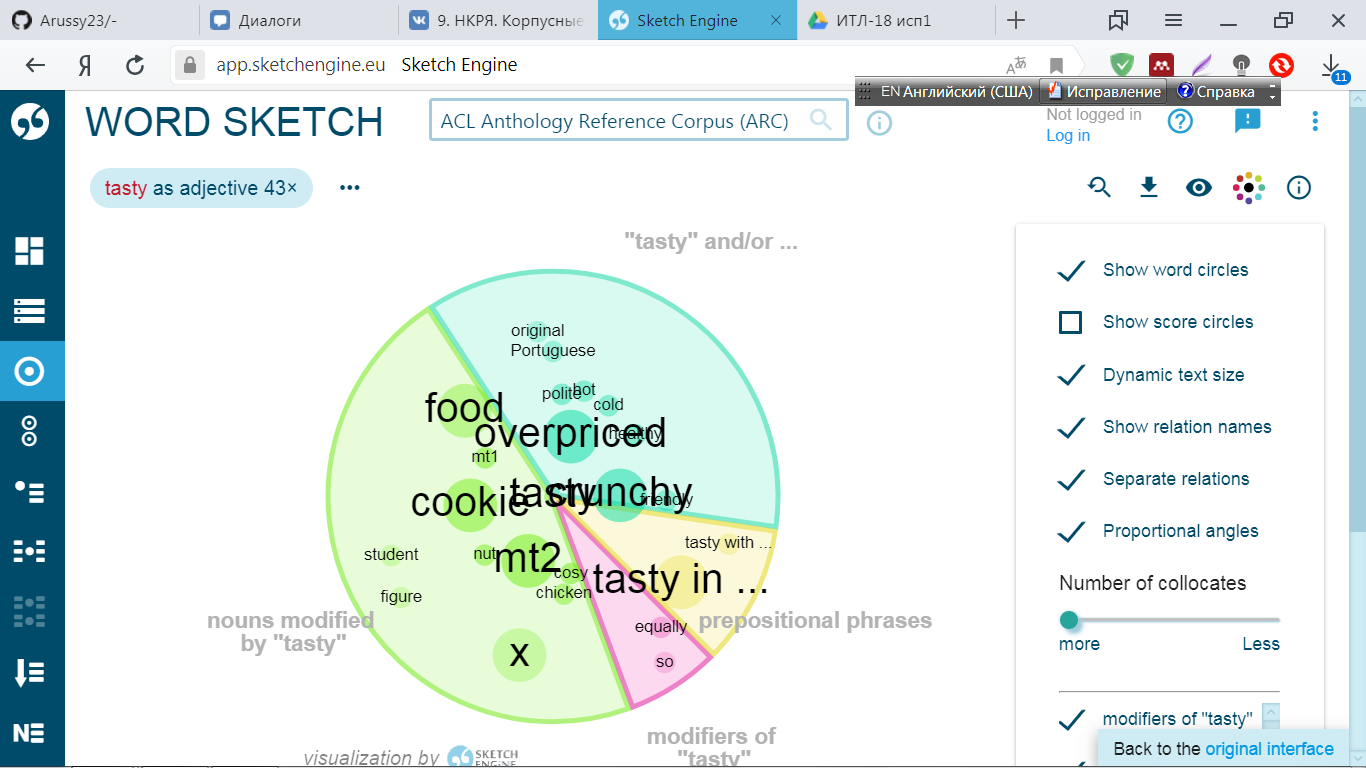 Arussy23/-
Диалоги
9. НКРЯ. Корпусные
Sketch Engine
ИТЛ-18 исп1
app.sketchengine.eu Sketch Engine
11
EN Английский (США) Исправление Справка
WORD SKETCH
ACL Anthology Reference Corpus (ARC)
Not logged in
Log in
tasty as adjective 43×
"tasty" and/or ...
original
Portuguese
polite
hot
cold
food
overpriced
healthy
mt1
cookie
tasty
crunchy
friendly
student
nut
mt2
tasty with ...
cosy
tasty in ...
chicken
figure
nouns modified
by "tasty"
equally
prepositional phrases
so
x
modifiers of
"tasty"
visualization by SKETCH
ENGINE
Show word circles
Show score circles
Dynamic text size
Show relation names
Separate relations
Proportional angles
Number of collocates
more Less
modifiers of "tasty"
Back to the original interface
NE